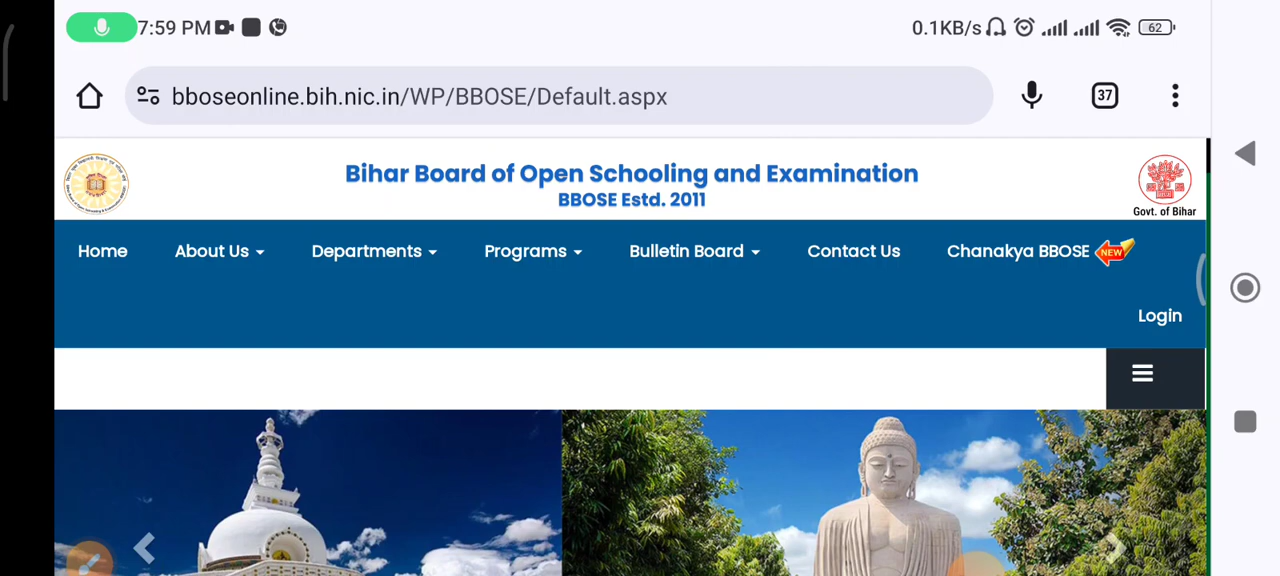 7:59 PM 0.1KB/s 62
bboseonline.bih.nic.in/WP/BBOSE/Default.aspx 37
Bihar Board of Open Schooling and Examination
BBOSE Estd. 2011
Govt. of Bihar
Home About Us Departments Programs Bulletin Board Contact Us Chanakya BBOSE NEW
Login